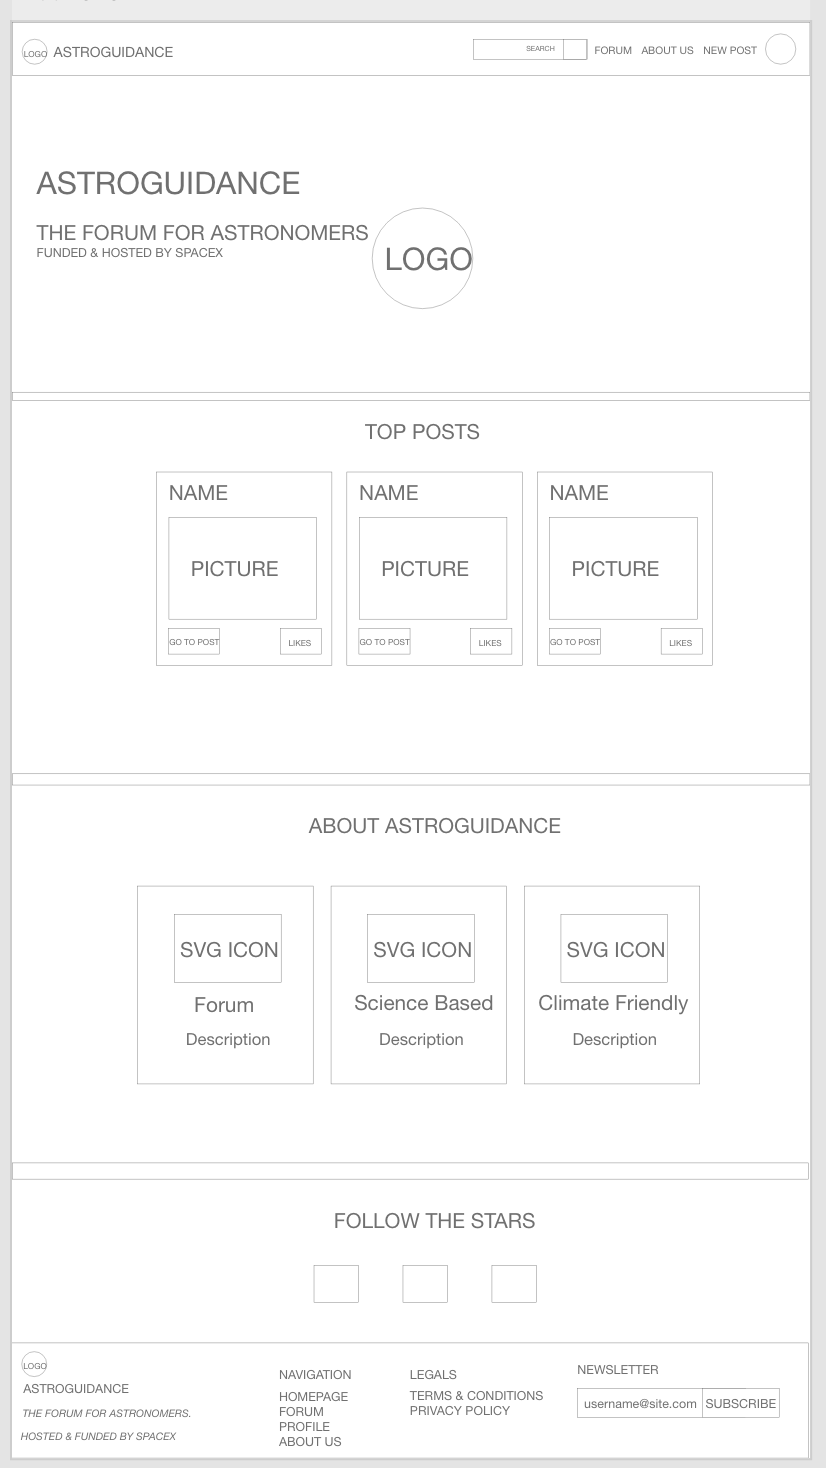 LOGO ASTROGUIDANCE
SEARCH
FORUM ABOUT US NEW POST
ASTROGUIDANCE
THE FORUM FOR ASTRONOMERS
FUNDED & HOSTED BY SPACEX
LOGO
TOP POSTS
NAME
PICTURE
GO TO POST LIKES
NAME
PICTURE
GO TO POST LIKES
NAME
PICTURE
GO TO POST LIKES
ABOUT ASTROGUIDANCE
SVG ICON
Forum
Description
SVG ICON
Science Based
Description
SVG ICON
Climate Friendly
Description
FOLLOW THE STARS
LOGO
ASTROGUIDANCE
THE FORUM FOR ASTRONOMERS.
HOSTED & FUNDED BY SPACEX
NAVIGATION
HOMEPAGE
FORUM
PROFILE
ABOUT US
LEGALS
TERMS & CONDITIONS
PRIVACY POLICY
NEWSLETTER
username@site.com SUBSCRIBE